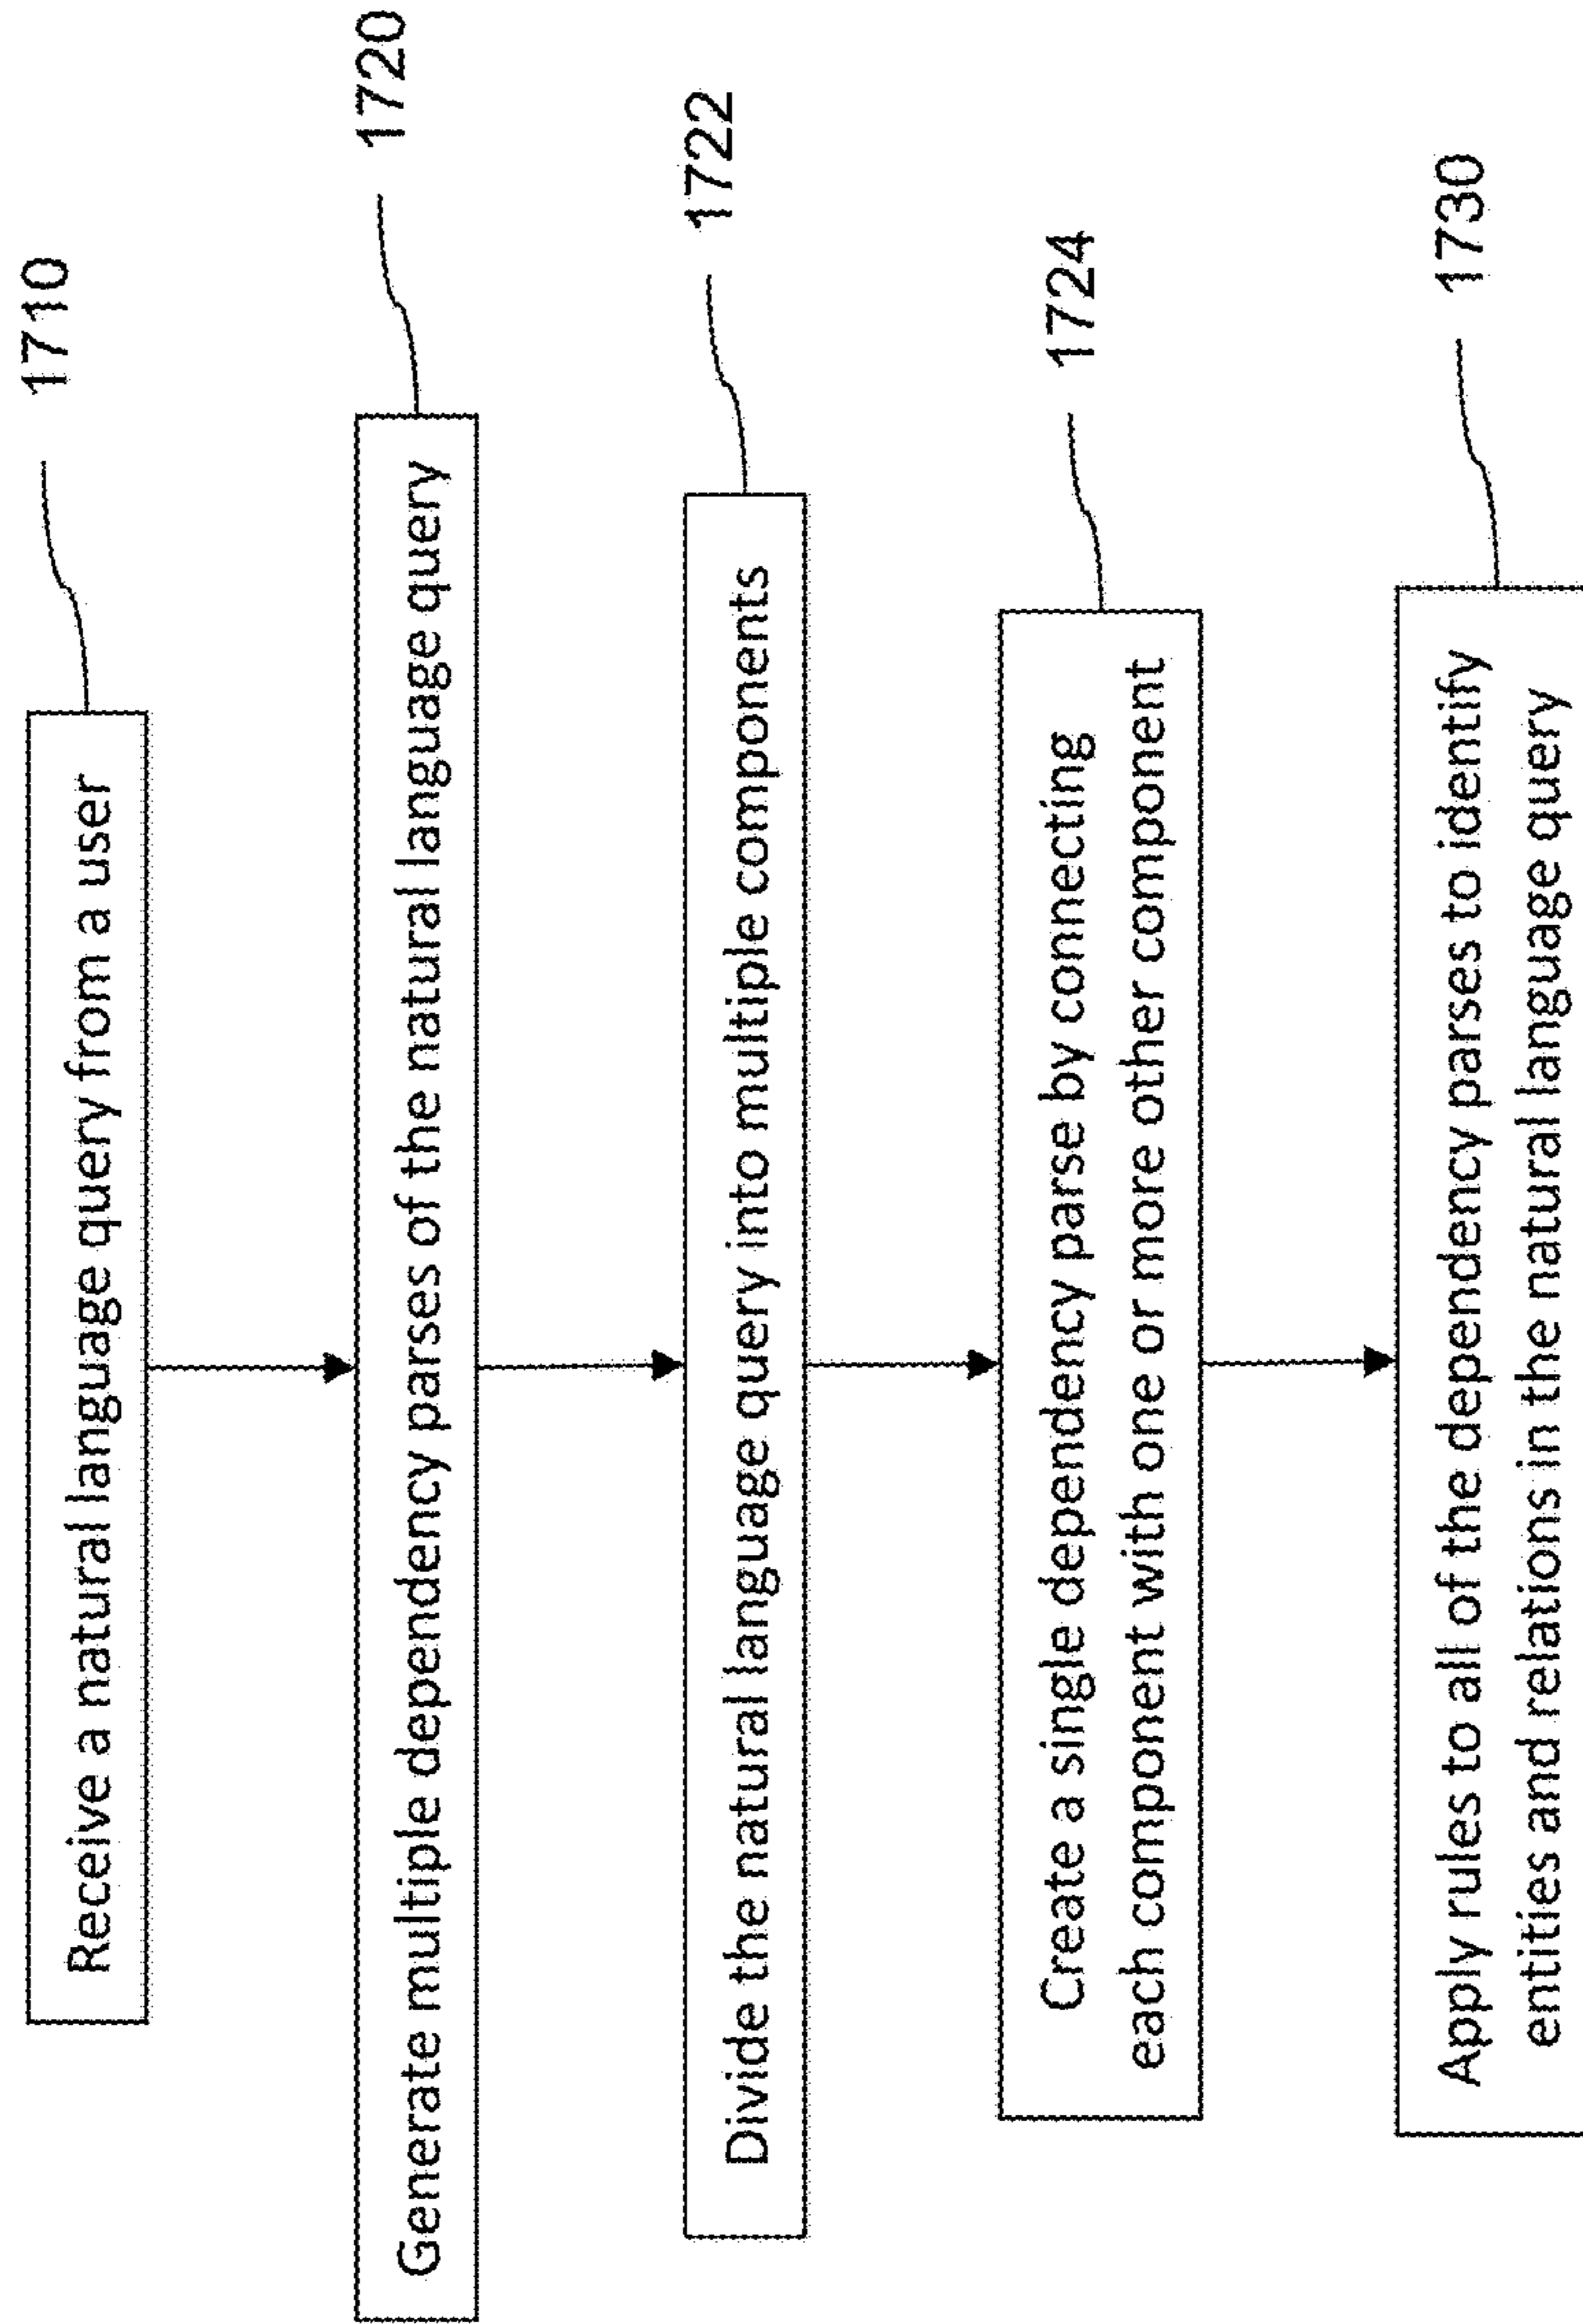 Receive a natural language query from a user
1710
Generate multiple dependency parses of the natural language query
1720
Divide the natural language query into multiple components
1722
Create a single dependency parse by connecting
each component with one or more other component
1724
Apply rules to all of the dependency parses to identify
entities and relations in the natural language query
1730